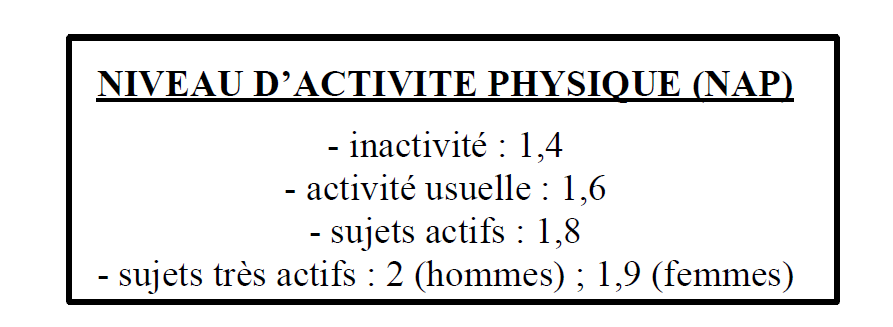 NIVEAU D’ACTIVITE PHYSIQUE (NAP)
- inactivité : 1,4
- activité usuelle : 1,6
- sujets actifs : 1,8
- sujets très actifs : 2 (hommes) ; 1,9 (femmes)